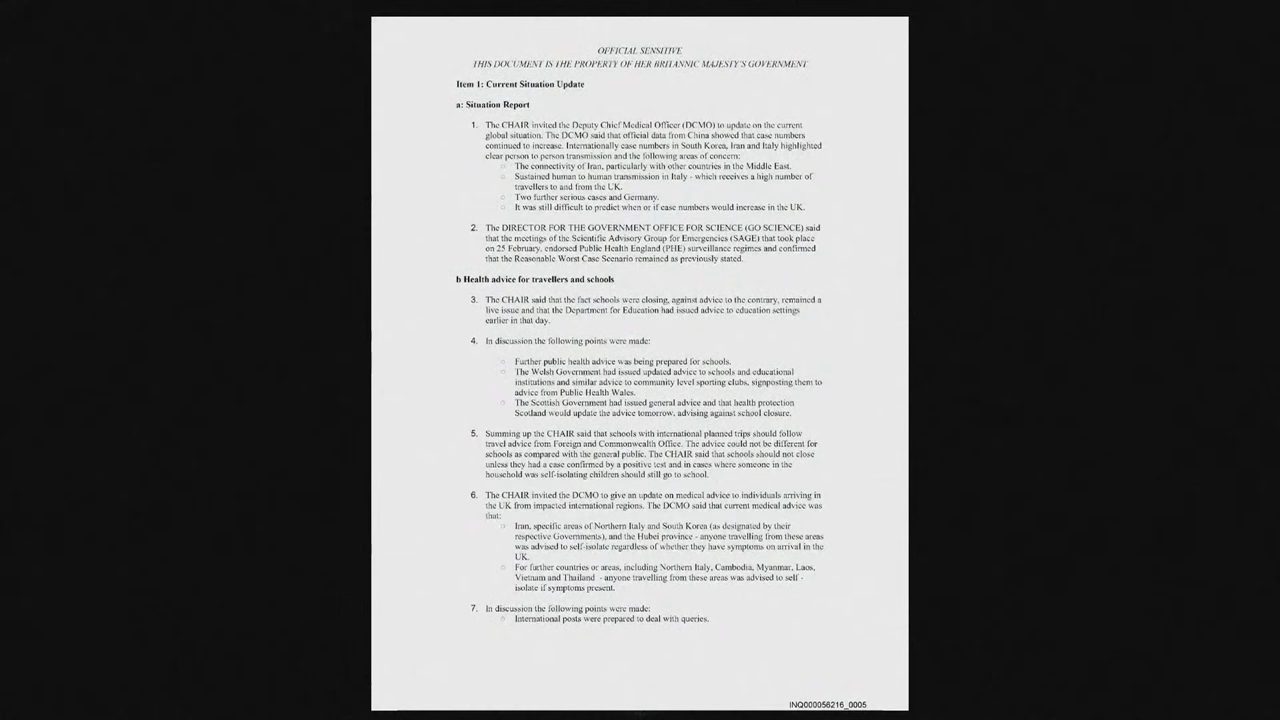 OFFICIAL SENSITIVE
THIS DOCUMENT IS THE PROPERTY OF HER BRITANNIC MAJESTY'S GOVERNMENT
Item 1: Current Situation Update
a: Situation Report
1. The CHAIR invited the Deputy Chief Medical Officer (DCMO) to update on the current
global situation. The DCMO said that official data from China showed that case numbers
continued to increase. Internationally case numbers in South Korea, Iran and Italy highlighted
clear person to person transmission and the following areas of concern:
○ The connectivity of Iran, particularly with other countries in the Middle East.
○ Sustained human to human transmission in Italy - which receives a high number of
travellers to and from the UK.
○ Two further serious cases and Germany.
○ It was still difficult to predict when or if case numbers would increase in the UK.
2. The DIRECTOR FOR THE GOVERNMENT OFFICE FOR SCIENCE (GO SCIENCE) said
that the meetings of the Scientific Advisory Group for Emergencies (SAGE) that took place
on 25 February, endorsed Public Health England (PHE) surveillance regimes and confirmed
that the Reasonable Worst Case Scenario remained as previously stated.
b Health advice for travellers and schools
3. The CHAIR said that the fact schools were closing, against advice to the contrary, remained a
live issue and that the Department for Education had issued advice to education settings
earlier in that day.
4. In discussion the following points were made:
○ Further public health advice was being prepared for schools.
○ The Welsh Government had issued updated advice to schools and educational
institutions and similar advice to community level sporting clubs, signposting them to
advice from Public Health Wales.
○ The Scottish Government had issued general advice and that health protection
Scotland would update the advice tomorrow, advising against school closure.
5. Summing up the CHAIR said that schools with international planned trips should follow
travel advice from Foreign and Commonwealth Office. The advice could not be different for
schools as compared with the general public. The CHAIR said that schools should not close
unless they had a case confirmed by a positive test and in cases where someone in the
household was self-isolating children should still go to school.
6. The CHAIR invited the DCMO to give an update on medical advice to individuals arriving in
the UK from impacted international regions. The DCMO said that current medical advice was
that:
○ Iran, specific areas of Northern Italy and South Korea (as designated by their
respective Governments), and the Hubei province - anyone travelling from these areas
was advised to self-isolate regardless of whether they have symptoms on arrival in the
UK.
○ For further countries or areas, including Northern Italy, Cambodia, Myanmar, Laos,
Vietnam and Thailand - anyone travelling from these areas was advised to self -
isolate if symptoms present.
7. In discussion the following points were made:
○ International posts were prepared to deal with queries.
INQ000056216_0005